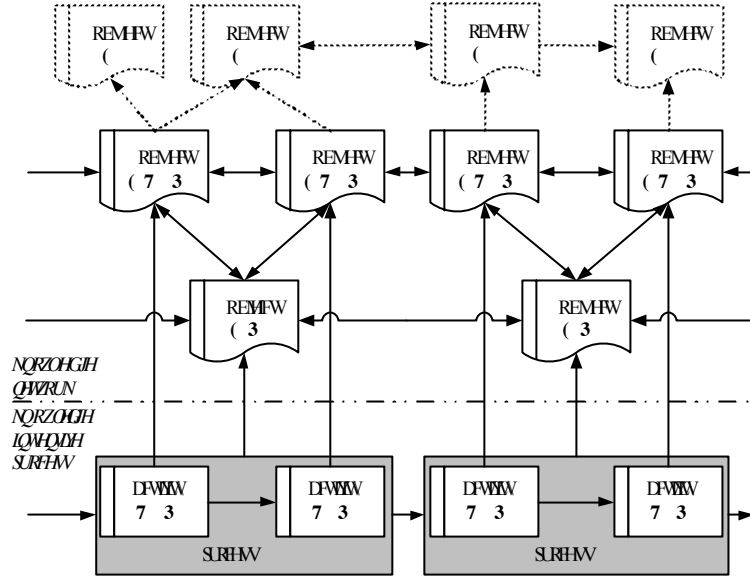 REMHFW
(
REMHFW
(
REMHFW
(
REMHFW
(
REMHFW
( 7 3
REMHFW
( 7 3
REMHFW
( 7 3
REMHFW
( 7 3
REMHFW
( 3
REMHFW
( 3
NQRZOHGJH
QHWZRUN
NQRZOHGJH
LQWHQVLYH
SURFHVV
DFWLYLW
7 3
DFWLYLW
7 3
DFWLYLW
7 3
DFWLYLW
7 3
SURFHVV
SURFHVV